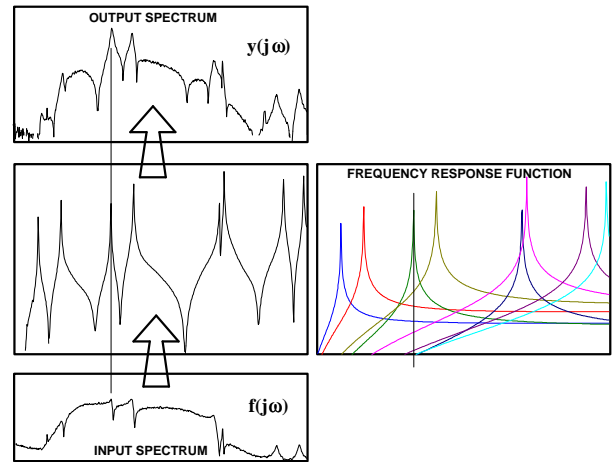 OUTPUT SPECTRUM
y(jω)
FREQUENCY RESPONSE FUNCTION
f(jω)
INPUT SPECTRUM